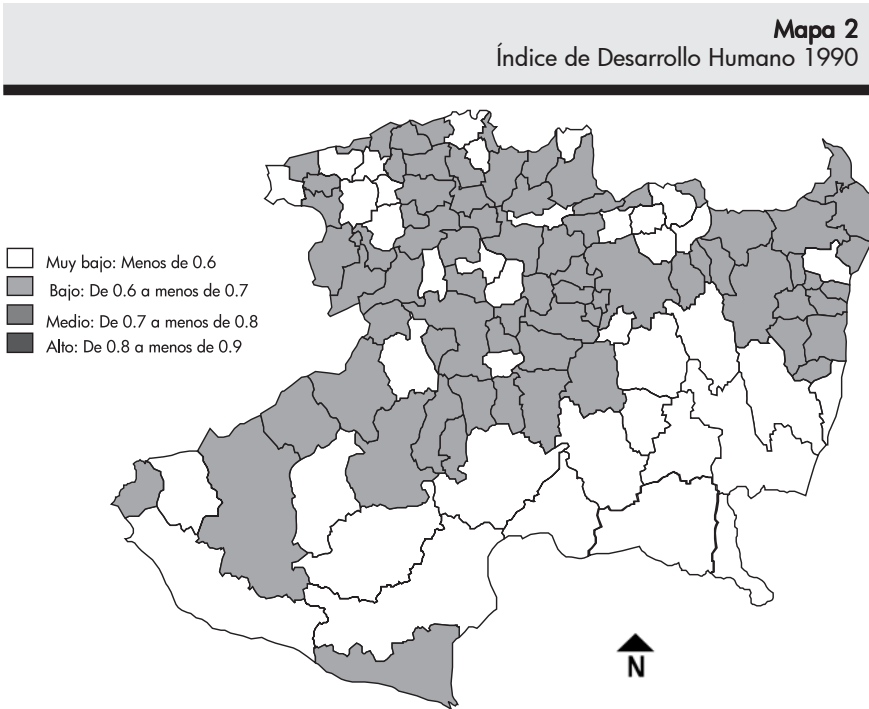 Mapa 2
Índice de Desarrollo Humano 1990
Muy bajo: Menos de 0.6
Bajo: De 0.6 a menos de 0.7
Medio: De 0.7 a menos de 0.8
Alto: De 0.8 a menos de 0.9
N